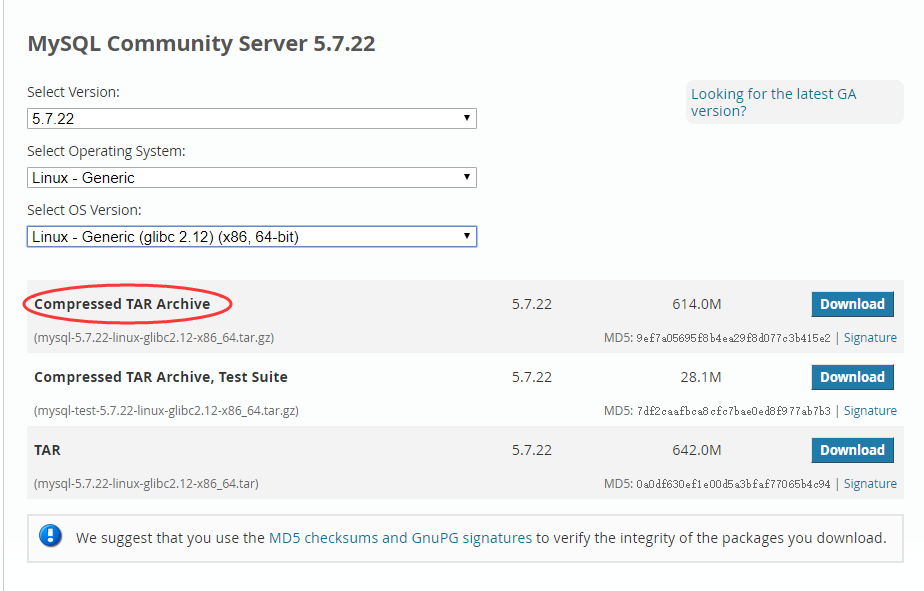 MySQL Community Server 5.7.22
Select Version:
Looking for the latest GA
version?
5.7.22
Select Operating System:
Linux - Generic
Select OS Version:
Linux - Generic (glibc 2.12) (x86, 64-bit)
Compressed TAR Archive 5.7.22 614.0M Download
(mysql-5.7.22-linux-glibc2.12-x86_64.tar.gz) MD5: 9ef7a05695f8b4ea29f8d077c3b415e2 | Signature
Compressed TAR Archive, Test Suite 5.7.22 28.1M Download
(mysql-test-5.7.22-linux-glibc2.12-x86_64.tar.gz) MD5: 7df2caafbca8cfc7bae0ed8f977ab7b3 | Signature
TAR 5.7.22 642.0M Download
(mysql-5.7.22-linux-glibc2.12-x86_64.tar) MD5: 0a0df630ef1e00d5a3bfaf77065b4c94 | Signature
We suggest that you use the MD5 checksums and GnuPG signatures to verify the integrity of the packages you download.